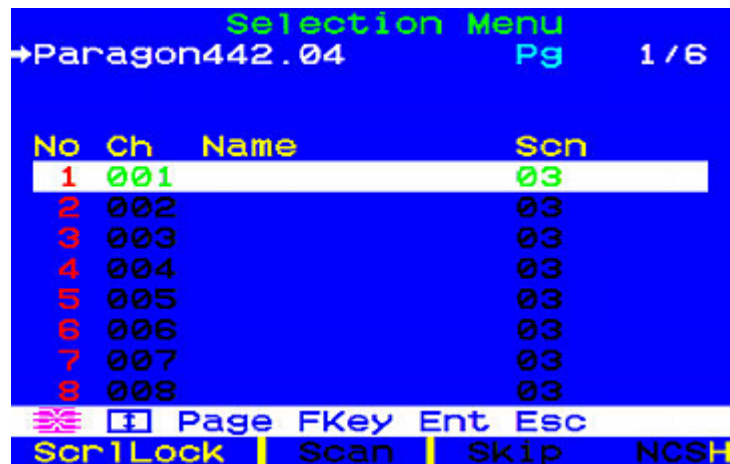 Selection Menu
→Paragon442.04 Pg 1/6
No Ch Name Scn
1 001 03
2 002 03
3 003 03
4 004 03
5 005 03
6 006 03
7 007 03
8 008 03
Page FKey Ent Esc
ScrlLock Scan Skip NCSH